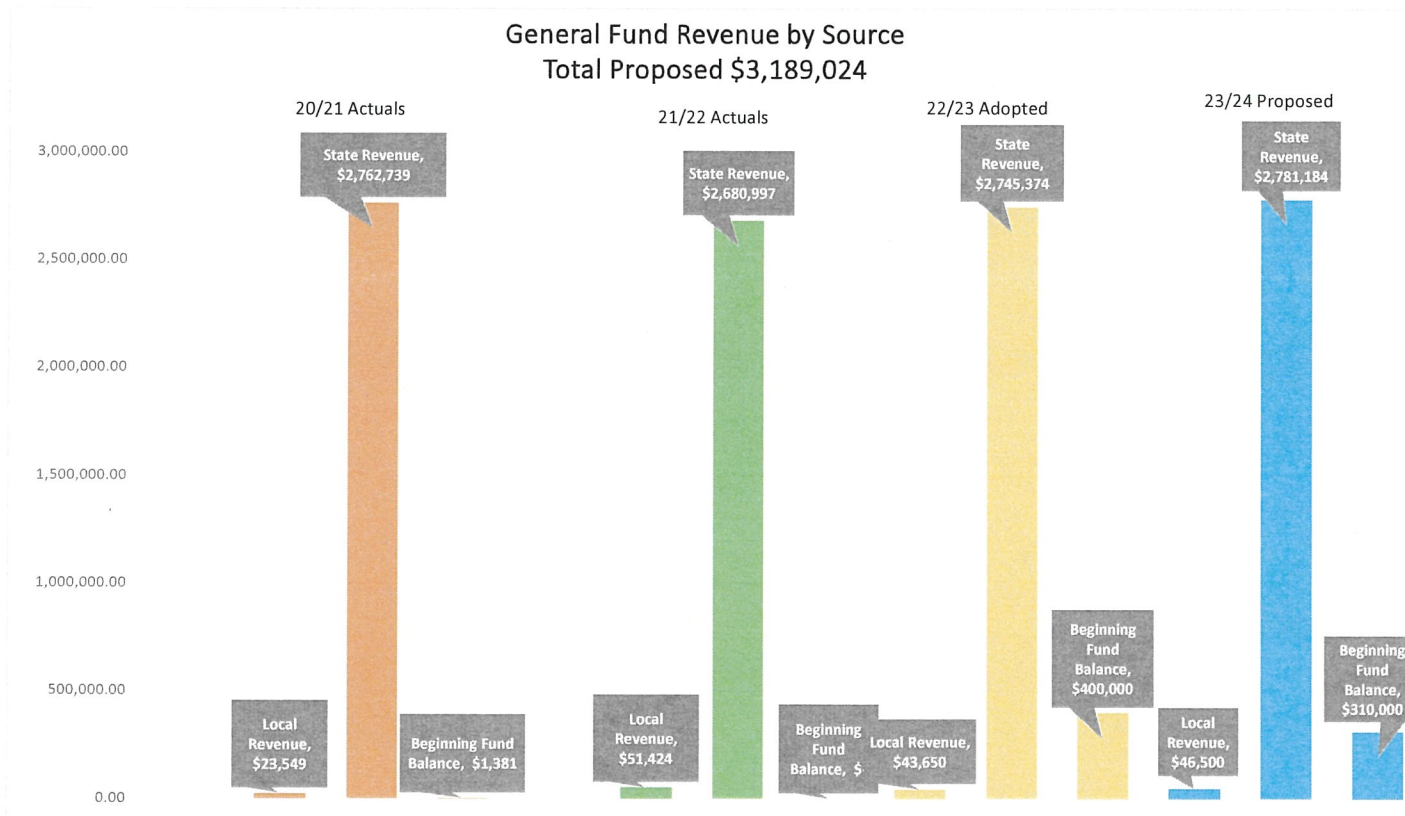 General Fund Revenue by Source
Total Proposed $3,189,024
20/21 Actuals
21/22 Actuals
22/23 Adopted
23/24 Proposed
3,000,000.00
2,500,000.00
2,000,000.00
1,500,000.00
1,000,000.00
500,000.00
0.00
State Revenue,
$2,762,739
Local
Revenue,
$23,549
Beginning Fund
Balance, $1,381
State Revenue,
$2,680,997
Local
Revenue,
$51,424
Beginning
Fund
Balance, $
State
Revenue,
$2,745,374
Local Revenue,
$43,650
Beginning
Fund
Balance,
$400,000
State
Revenue,
$2,781,184
Local
Revenue,
$46,500
Beginning
Fund
Balance,
$310,000